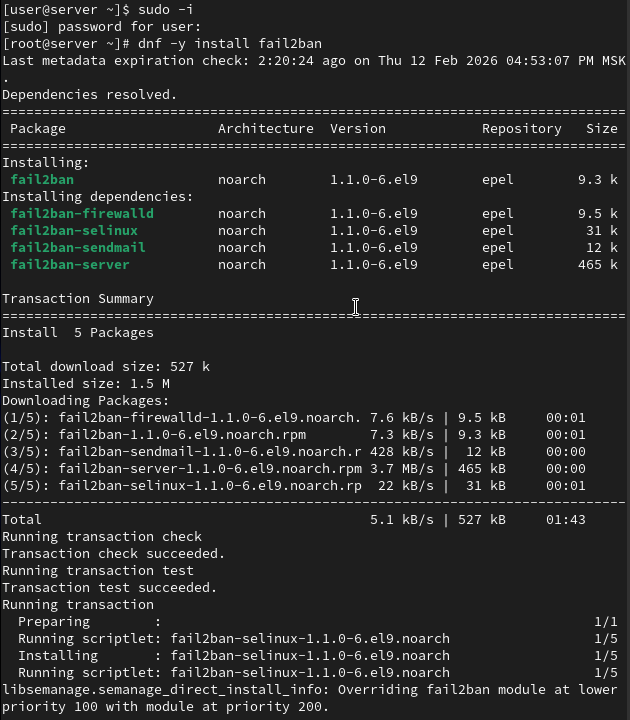 [user@server ~]$ sudo -i
[sudo] password for user:
[root@server ~]# dnf -y install fail2ban
Last metadata expiration check: 2:20:24 ago on Thu 12 Feb 2026 04:53:07 PM MSK
.
Dependencies resolved.
==============================================================================
 Package                   Architecture  Version            Repository   Size
==============================================================================
Installing:
 fail2ban                  noarch        1.1.0-6.el9        epel        9.3 k
Installing dependencies:
 fail2ban-firewalld        noarch        1.1.0-6.el9        epel        9.5 k
 fail2ban-selinux          noarch        1.1.0-6.el9        epel         31 k
 fail2ban-sendmail         noarch        1.1.0-6.el9        epel         12 k
 fail2ban-server           noarch        1.1.0-6.el9        epel        465 k

Transaction Summary
==============================================================================
Install  5 Packages

Total download size: 527 k
Installed size: 1.5 M
Downloading Packages:
(1/5): fail2ban-firewalld-1.1.0-6.el9.noarch. 7.6 kB/s | 9.5 kB     00:01
(2/5): fail2ban-1.1.0-6.el9.noarch.rpm        7.3 kB/s | 9.3 kB     00:01
(3/5): fail2ban-sendmail-1.1.0-6.el9.noarch.r 428 kB/s |  12 kB     00:00
(4/5): fail2ban-server-1.1.0-6.el9.noarch.rpm 3.7 MB/s | 465 kB     00:00
(5/5): fail2ban-selinux-1.1.0-6.el9.noarch.rp  22 kB/s |  31 kB     00:01
------------------------------------------------------------------------------
Total                                         5.1 kB/s | 527 kB     01:43
Running transaction check
Transaction check succeeded.
Running transaction test
Transaction test succeeded.
Running transaction
  Preparing        :                                                      1/1
  Running scriptlet: fail2ban-selinux-1.1.0-6.el9.noarch                  1/5
  Installing       : fail2ban-selinux-1.1.0-6.el9.noarch                  1/5
  Running scriptlet: fail2ban-selinux-1.1.0-6.el9.noarch                  1/5
libsemanage.semanage_direct_install_info: Overriding fail2ban module at lower
priority 100 with module at priority 200.